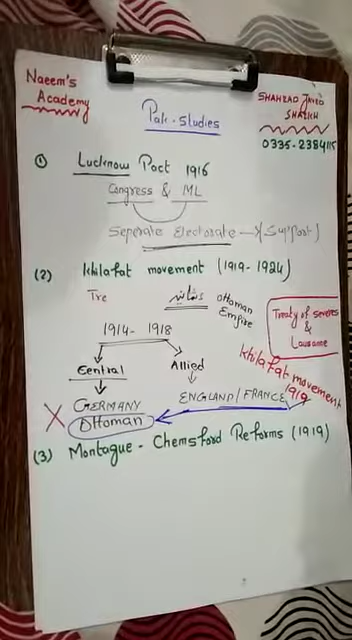 Naeem's
Academy
Pak-Studies
SHAHZAD JAVED
SHAIKH
0335-2384115
(1) Lucknow Pact 1916
Congress & ML
Seperate Electorate → (Support)
(2) Khilafat movement (1919-1924)
Tre
عثمانیہ
Ottoman
Empire
1914-1918
Treaty of severes
&
Lausanne
Central
Allied
Khilafat movement
1919
GERMANY
ENGLAND/FRANCE
X
Ottoman
(3) Montague-Chemsford Reforms (1919)